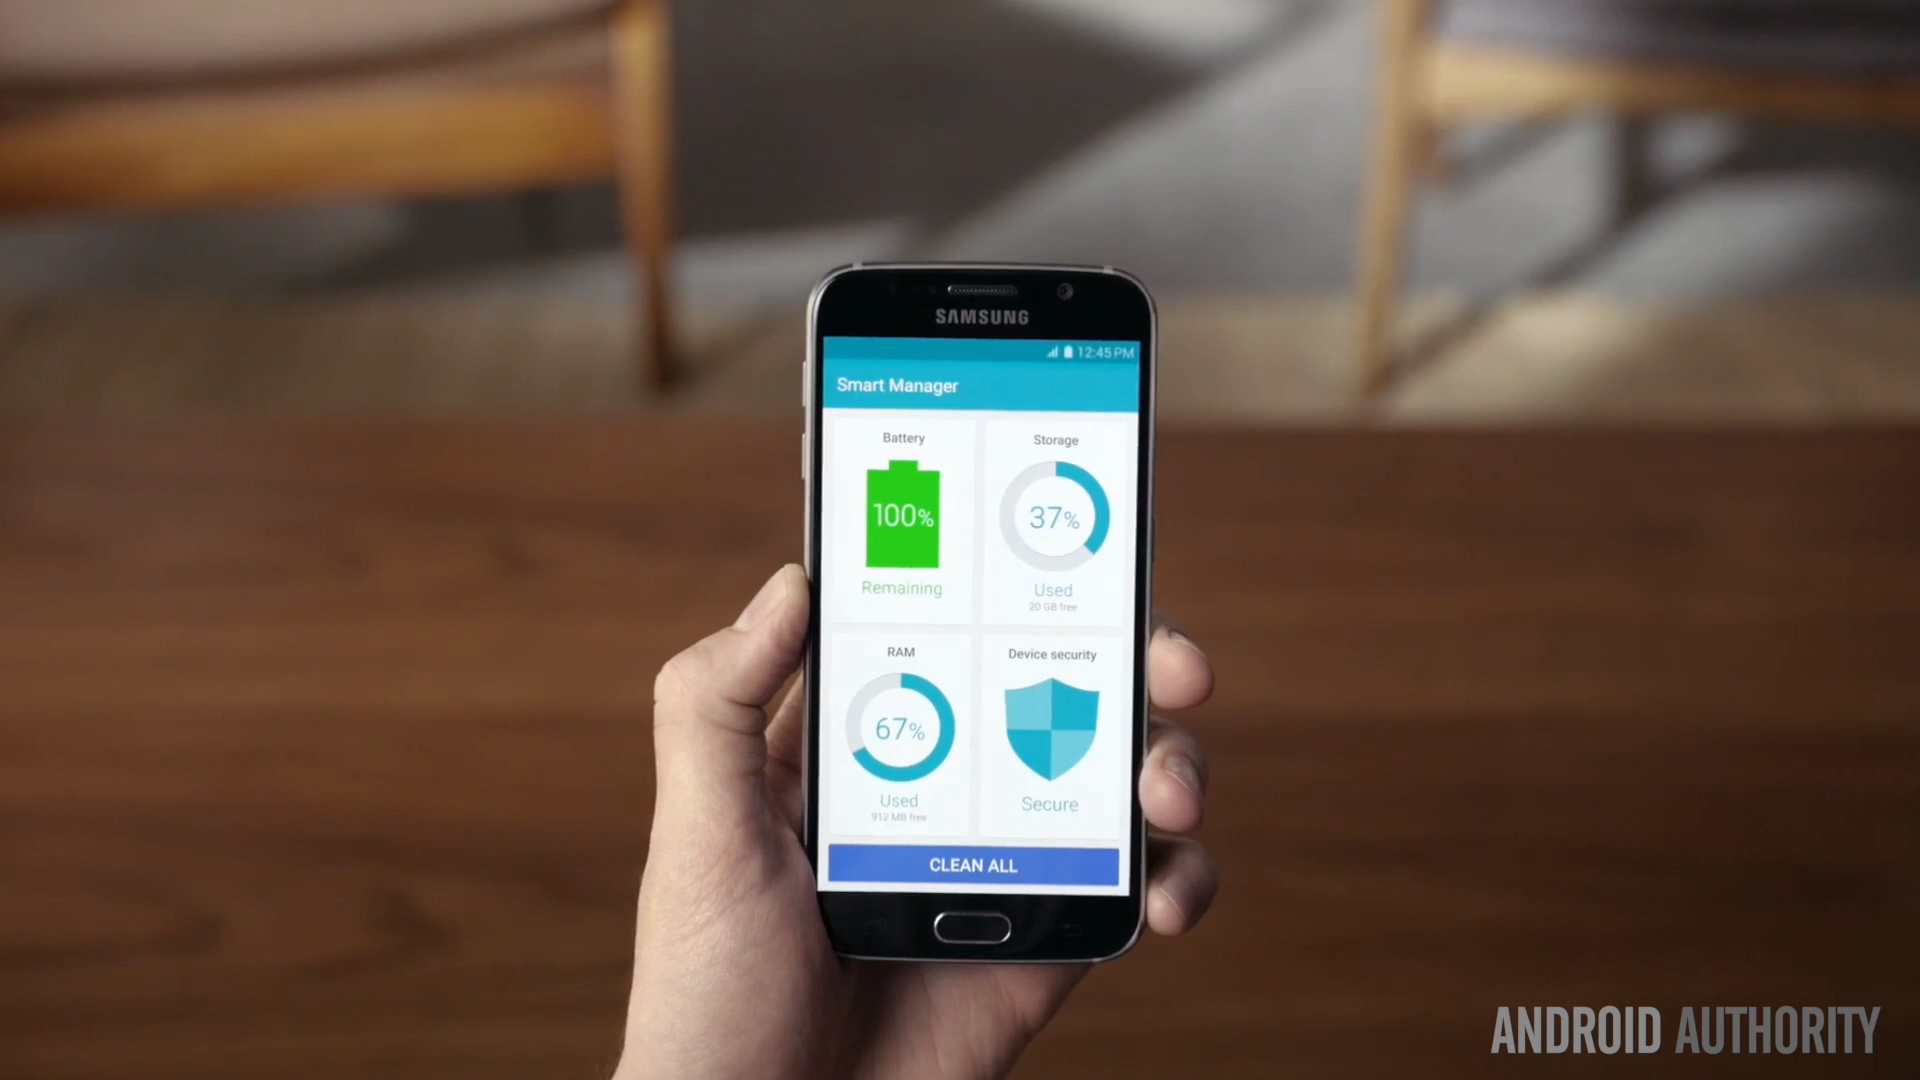 SAMSUNG
12:45 PM
Smart Manager
Battery
100%
Remaining
Storage
37%
Used
20 GB free
RAM
67%
Used
912 MB free
Device security
Secure
CLEAN ALL
ANDROID AUTHORITY